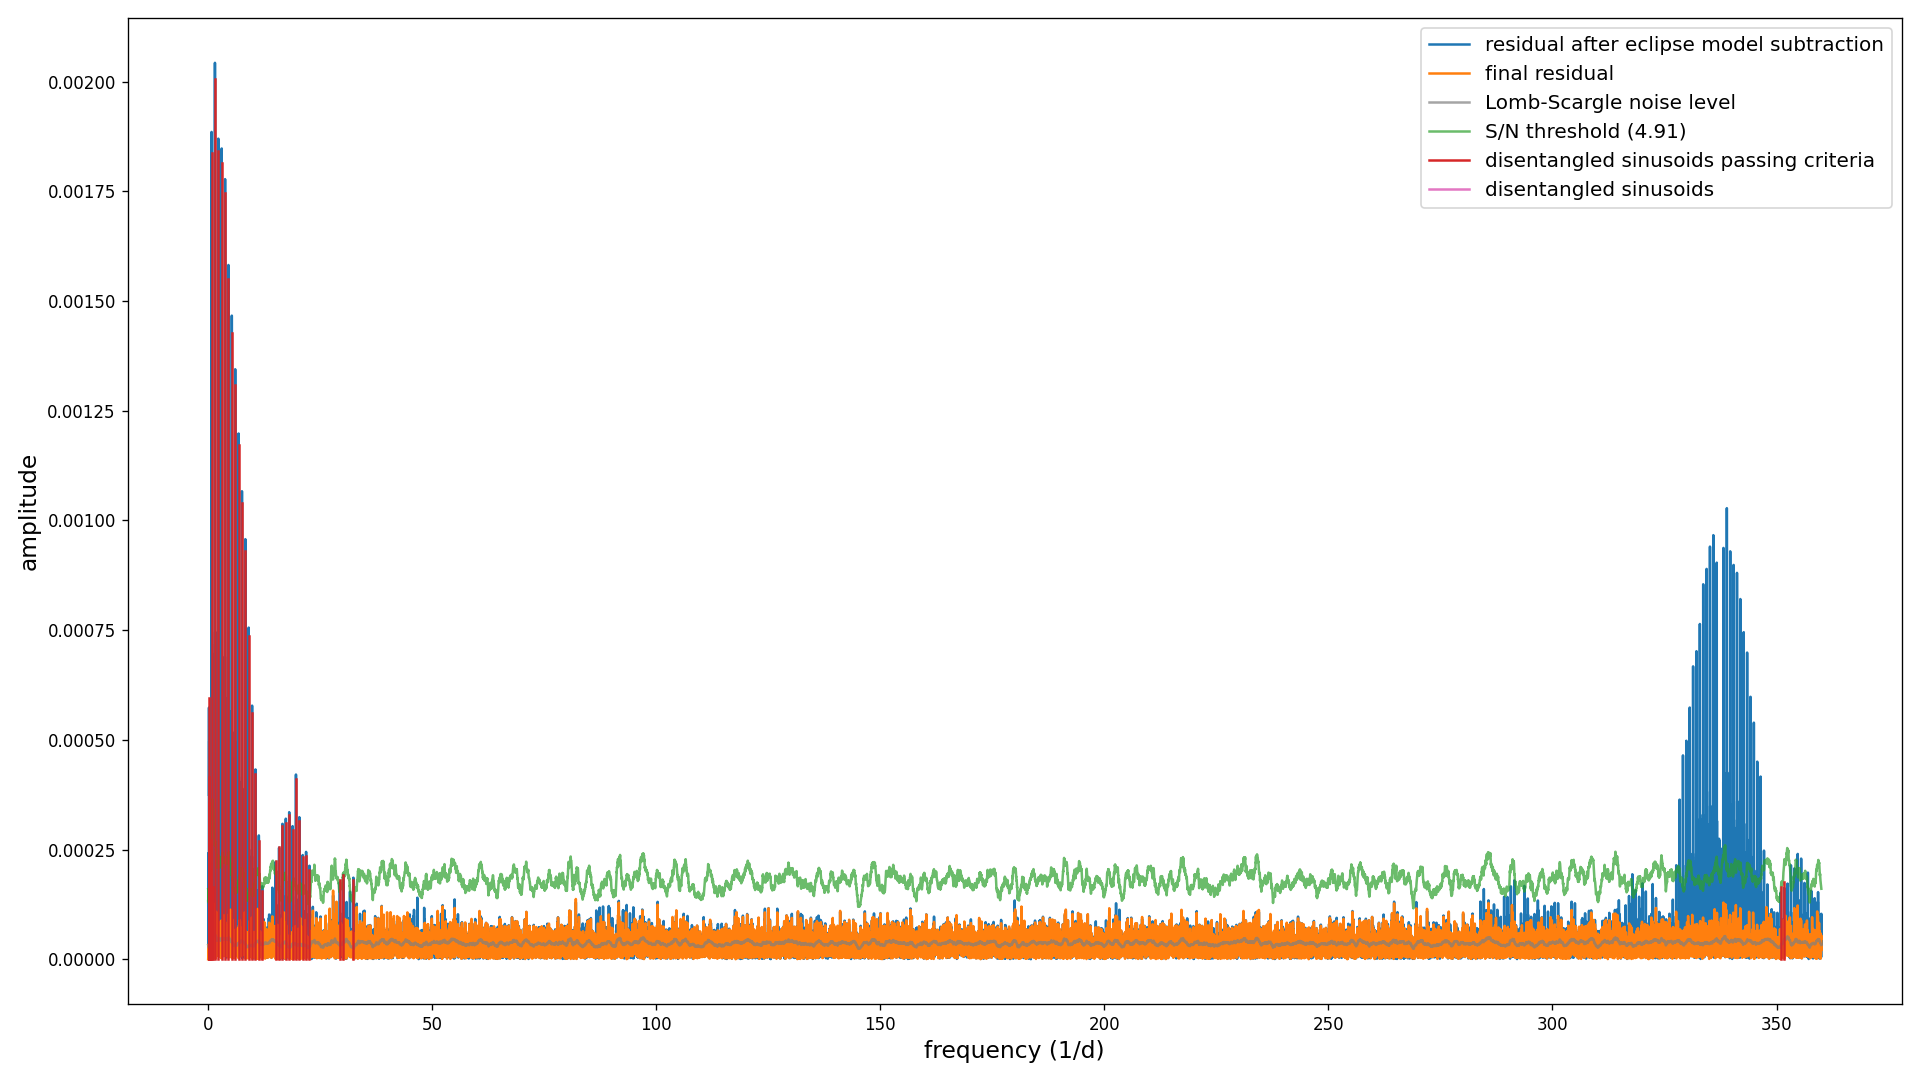 residual after eclipse model subtraction
final residual
Lomb-Scargle noise level
S/N threshold (4.91)
disentangled sinusoids passing criteria
disentangled sinusoids
0.00200
0.00175
0.00150
0.00125
0.00100
0.00075
0.00050
0.00025
0.00000
amplitude
0 50 100 150 200 250 300 350
frequency (1/d)